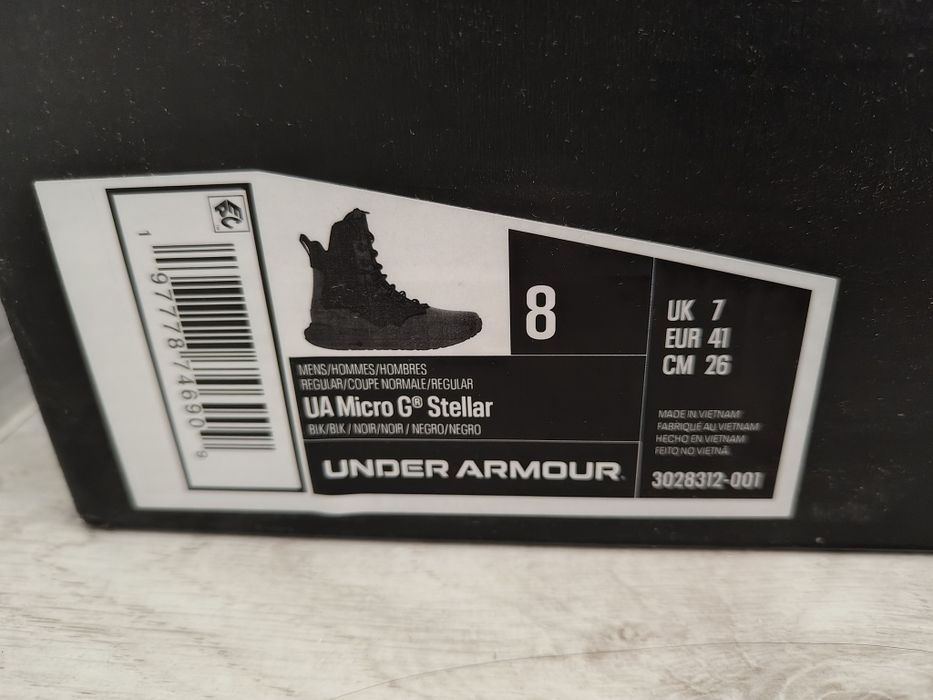 1 97778 74690 9
8
MENS/HOMMES/HOMBRES
REGULAR/COUPE NORMALE/REGULAR
UA Micro G® Stellar
BLK/BLK / NOIR/NOIR / NEGRO/NEGRO
UNDER ARMOUR
UK 7
EUR 41
CM 26
MADE IN VIETNAM
FABRIQUÉ AU VIETNAM
HECHO EN VIETNAM
FEITO NO VIETNÃ
3028312-001